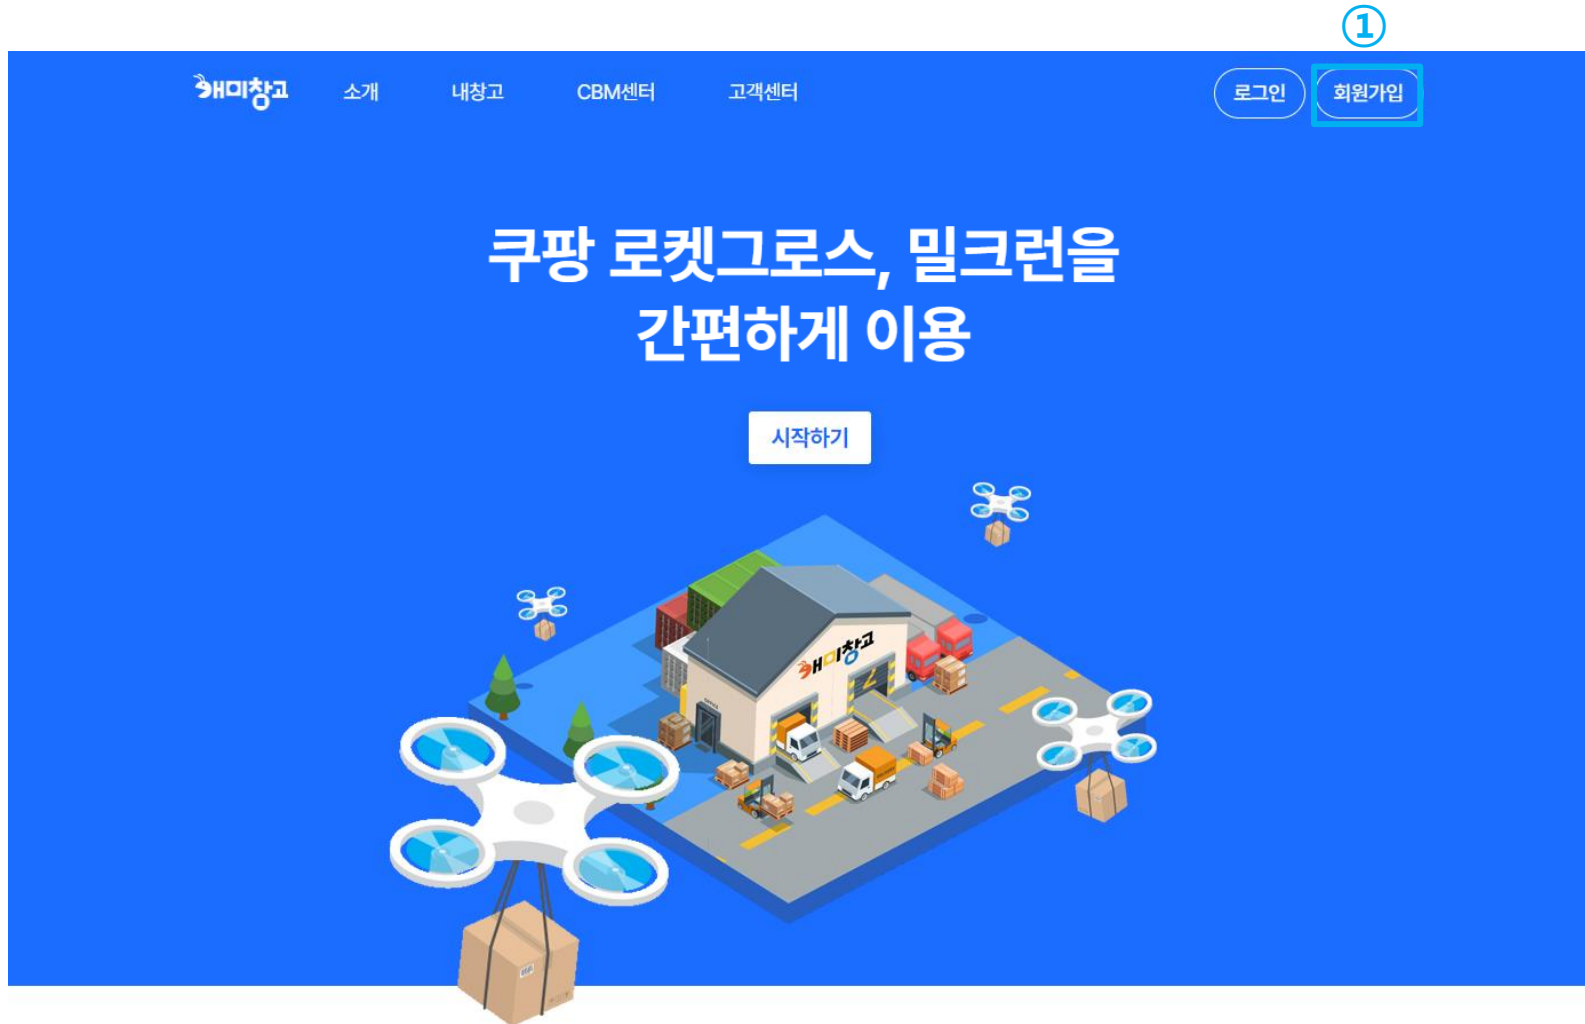 ①
개미창고 소개 내창고 CBM센터 고객센터 로그인 회원가입
쿠팡 로켓그로스, 밀크런을
간편하게 이용
시작하기
개미창고
OFFICE